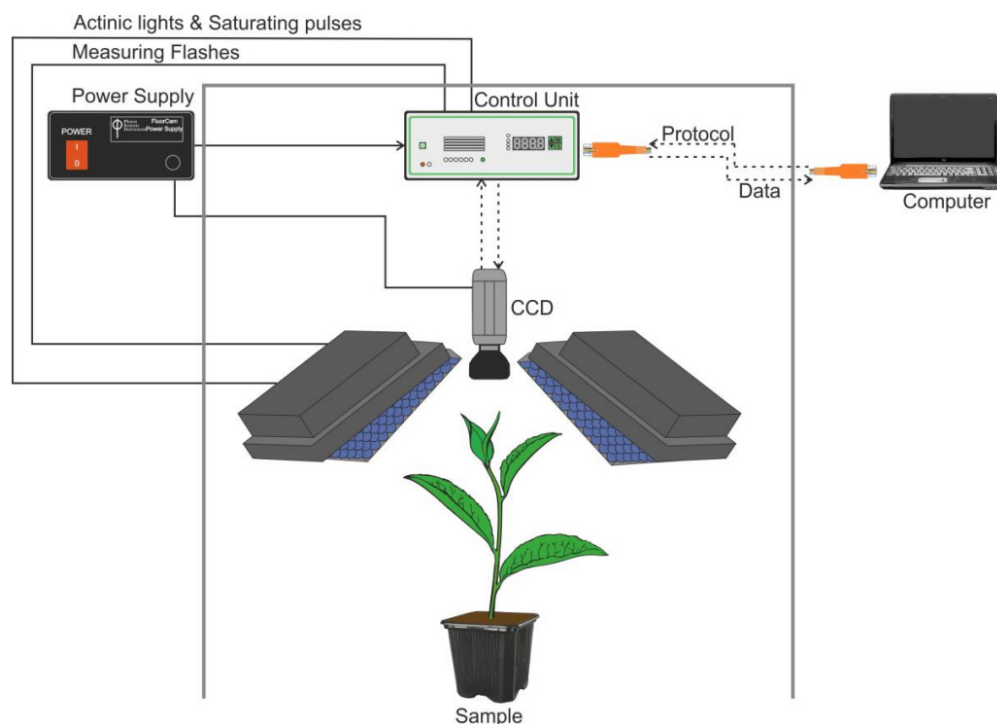 Actinic lights & Saturating pulses
Measuring Flashes
Power Supply
Control Unit
POWER
I
0
FluorCam
Power Supply
Protocol
Data
Computer
CCD
Sample